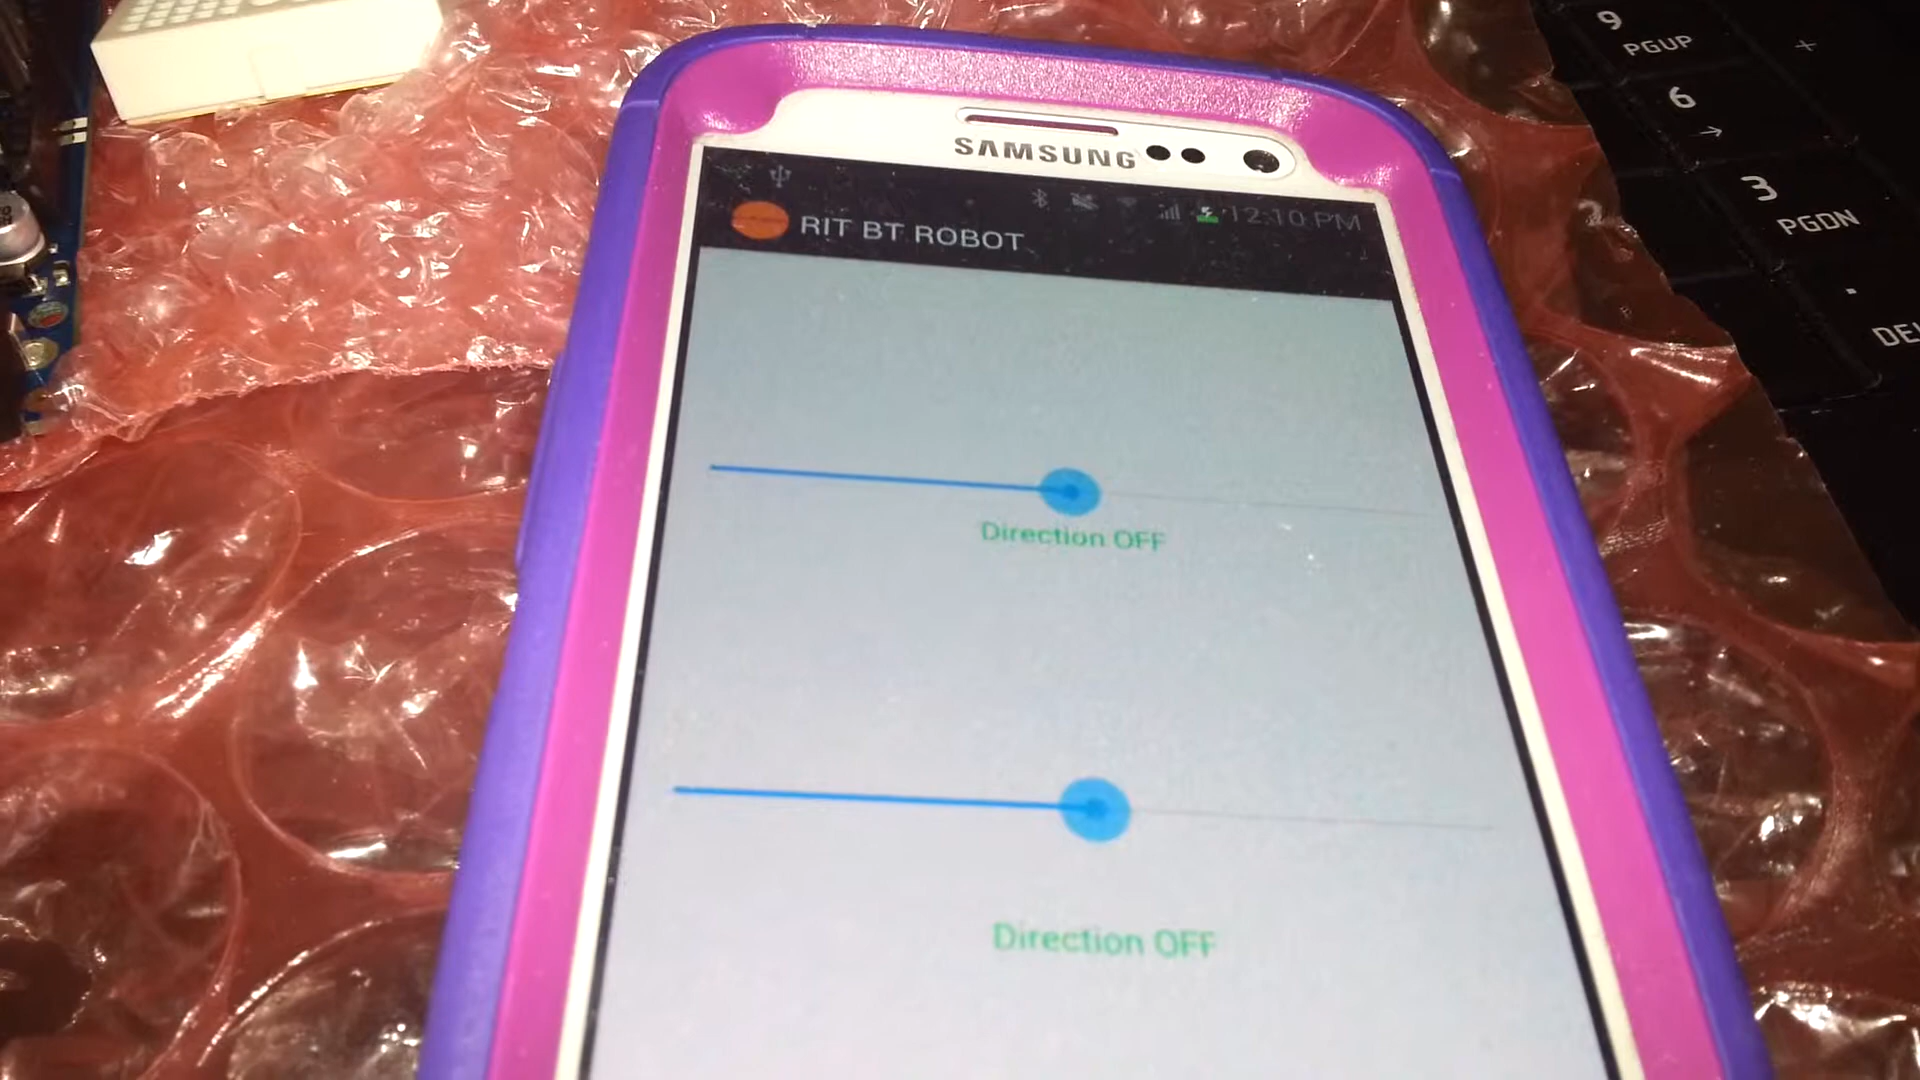 SAMSUNG
12:10 PM
RIT BT ROBOT
Direction OFF
Direction OFF
9
PGUP
+
6
→
3
PGDN
.
DEL